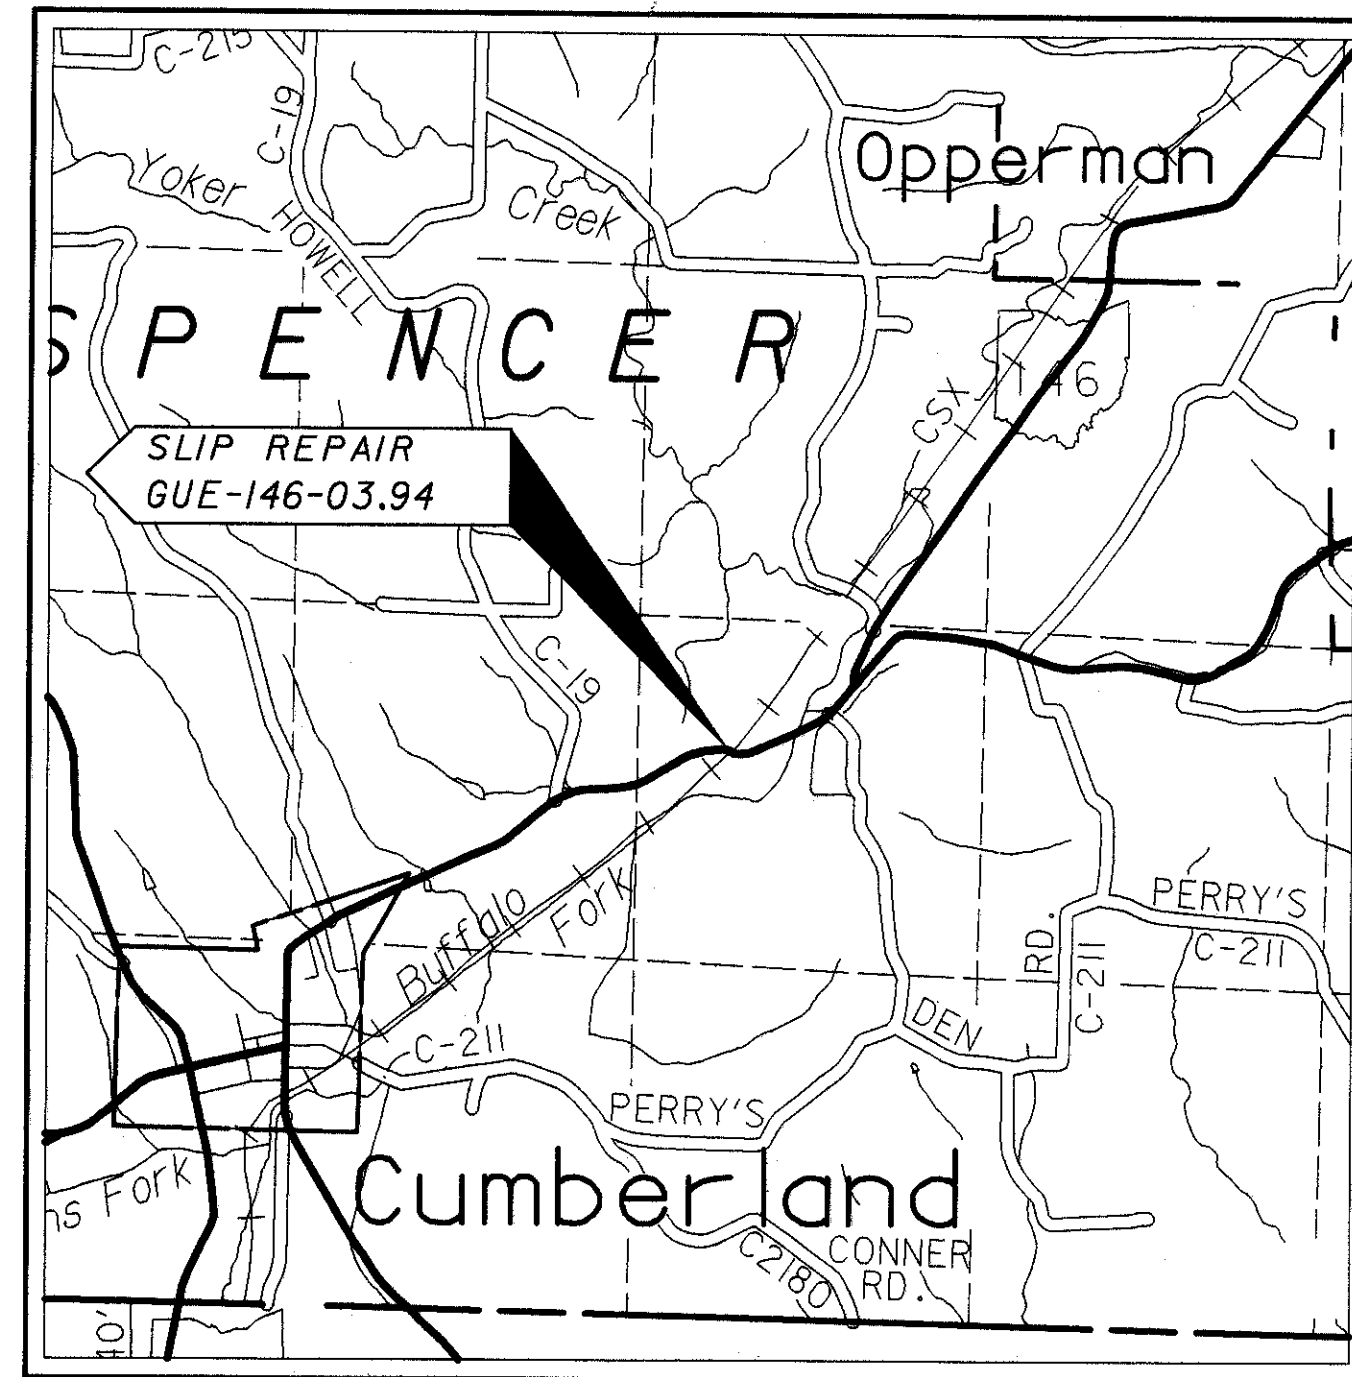 C-215
C-19
Opperman
Yoker
Creek
HOWELL
SPENCER
146
CSX
SLIP REPAIR
GUE-146-03.94
C-19
Buffalo
Fork
PERRY'S
C-211
RD.
C-211
DEN
C-211
PERRY'S
ns Fork
Cumberland
CONNER
RD.
C2180
40'